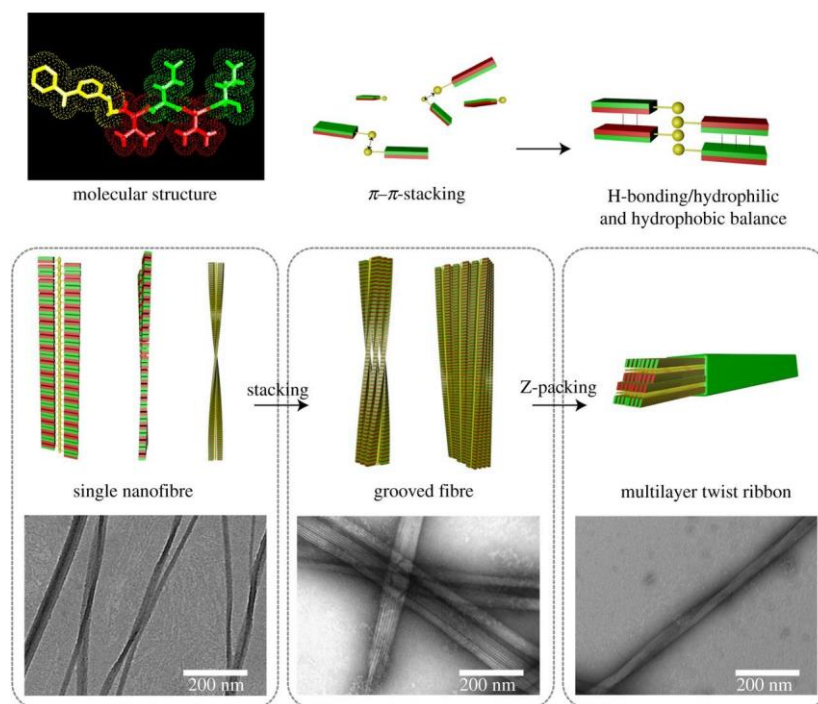 molecular structure
π–π-stacking
H-bonding/hydrophilic
and hydrophobic balance
stacking
Z-packing
single nanofibre
grooved fibre
multilayer twist ribbon
200 nm
200 nm
200 nm